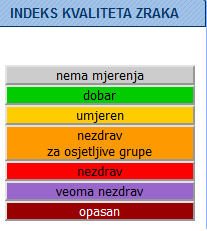 INDEKS KVALITETA ZRAKA
nema mjerenja
dobar
umjeren
nezdrav
za osjetljive grupe
nezdrav
veoma nezdrav
opasan